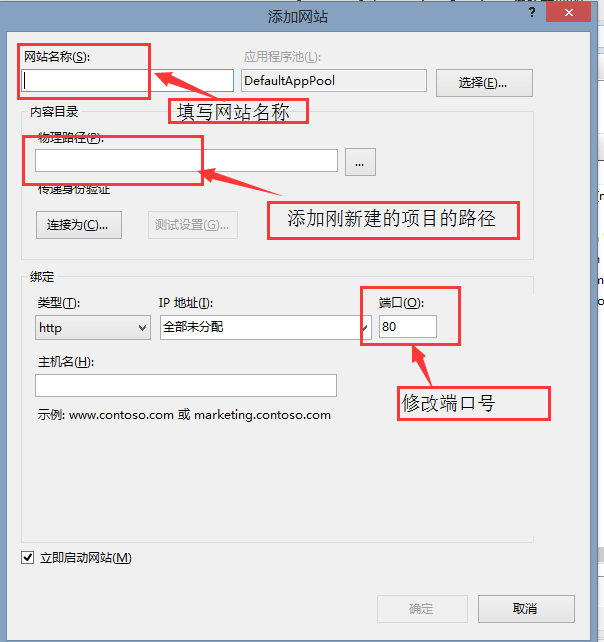 添加网站
?
网站名称(S):
应用程序池(L):
DefaultAppPool
选择(E)...
填写网站名称
内容目录
物理路径(P):
...
添加刚新建的项目的路径
传递身份验证
连接为(C)...
测试设置(G)...
绑定
类型(T):
IP 地址(I):
端口(O):
http
全部未分配
80
主机名(H):
修改端口号
示例: www.contoso.com 或 marketing.contoso.com
立即启动网站(M)
确定
取消